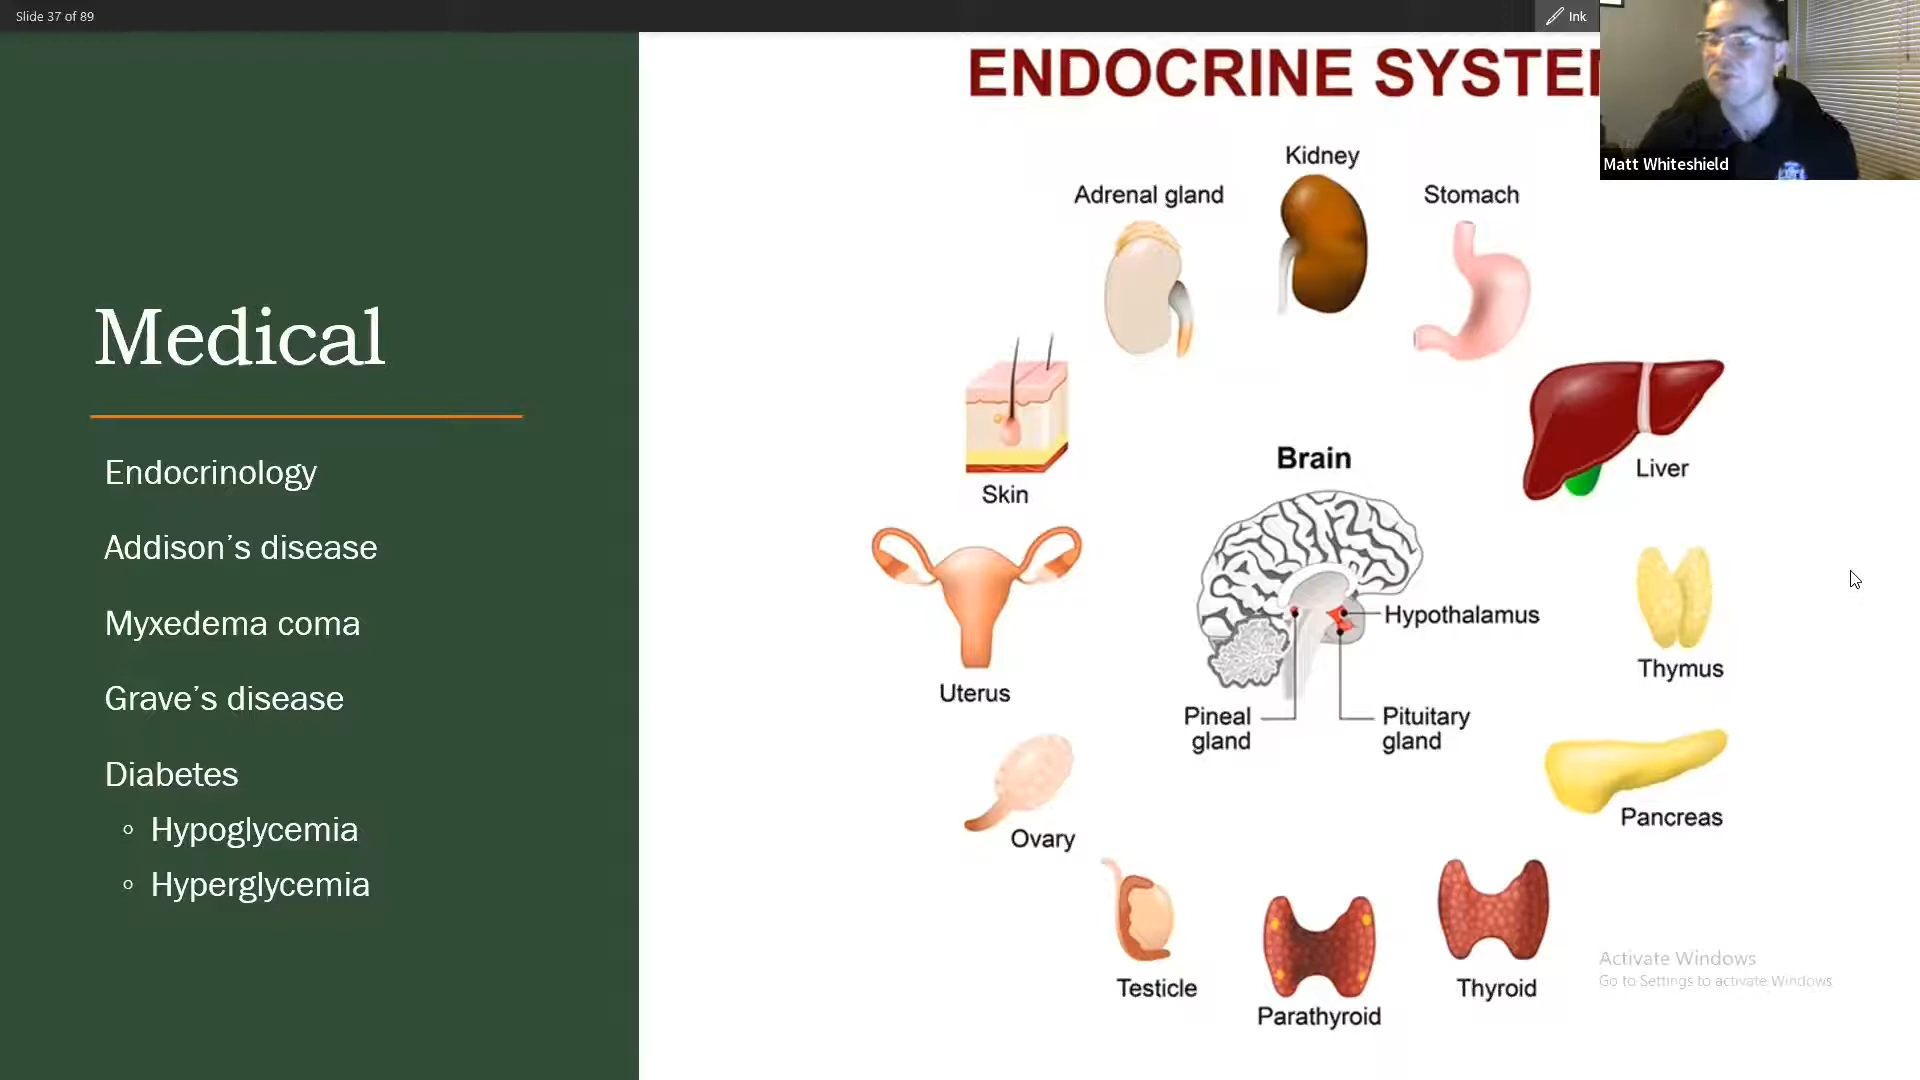 Slide 37 of 89
Ink
ENDOCRINE SYSTE
Matt Whiteshield
Medical
Endocrinology
Addison's disease
Myxedema coma
Grave's disease
Diabetes
◦ Hypoglycemia
◦ Hyperglycemia
Kidney
Adrenal gland
Stomach
Skin
Brain
Liver
Hypothalamus
Uterus
Thymus
Pineal
gland
Pituitary
gland
Pancreas
Ovary
Testicle
Parathyroid
Thyroid
Activate Windows
Go to Settings to activate Windows.